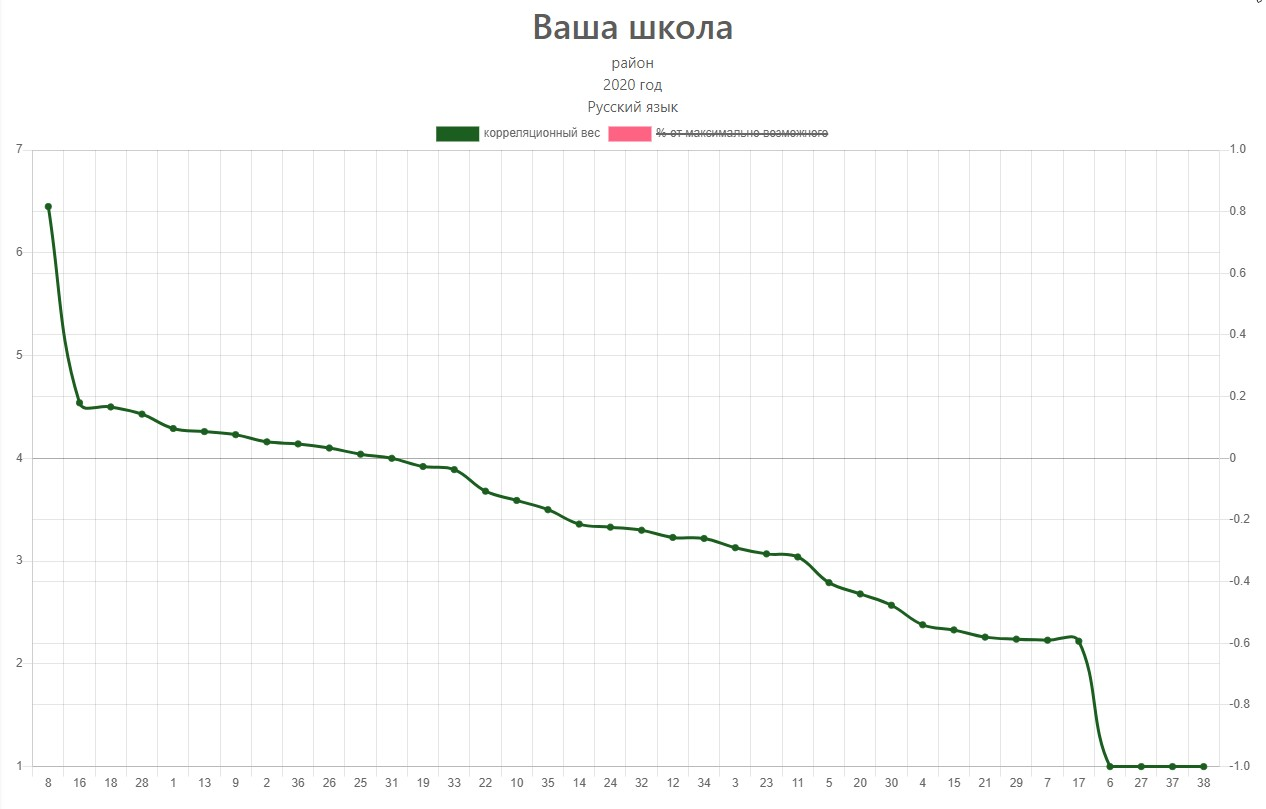 Ваша школа
район
2020 год
Русский язык
корреляционный вес % от максимально возможного
7 1.0
0.8
6
0.6
0.4
5
0.2
4 0
-0.2
3
-0.4
-0.6
2
-0.8
1 -1.0
8 16 18 28 1 13 9 2 36 26 25 31 19 33 22 10 35 14 24 32 12 34 3 23 11 5 20 30 4 15 21 29 7 17 6 27 37 38